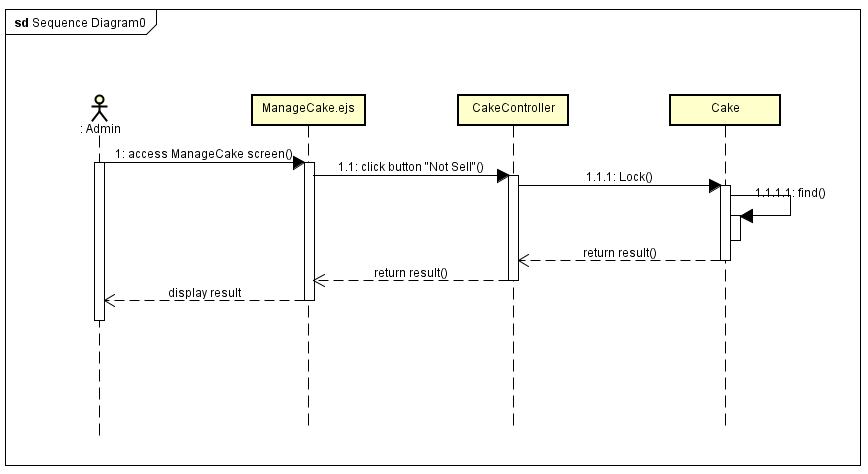 sd Sequence Diagram0
ManageCake.ejs
CakeController
Cake
: Admin
1: access ManageCake screen()
1.1: click button "Not Sell"()
1.1.1: Lock()
1.1.1.1: find()
return result()
return result()
display result